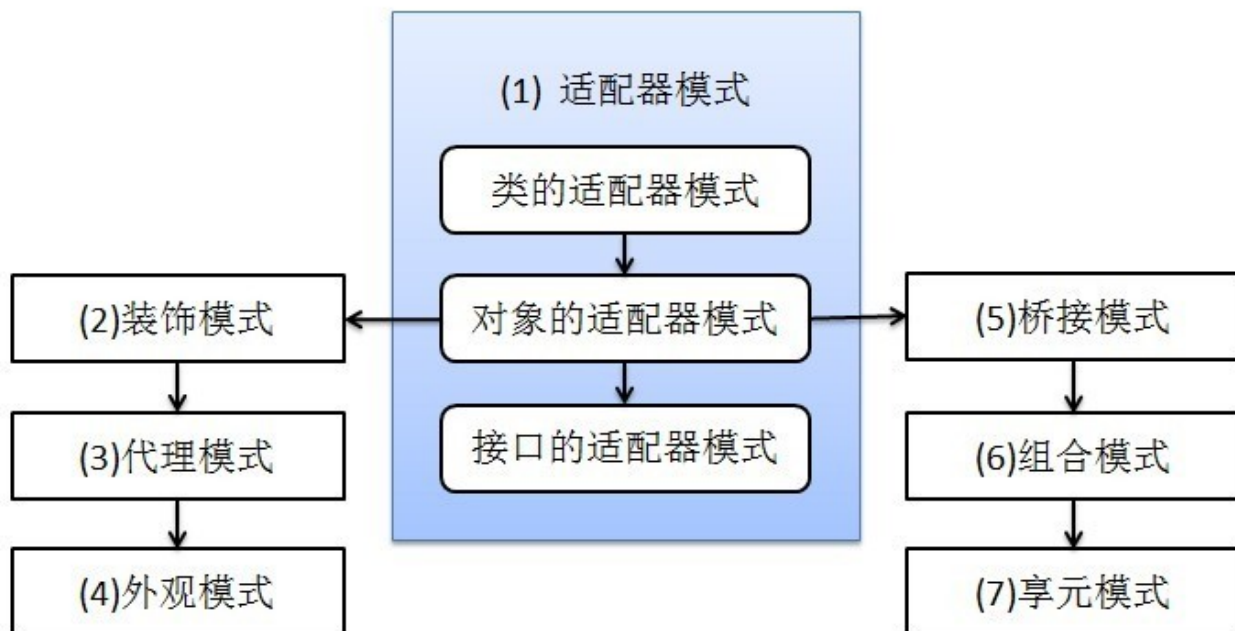 (1) 适配器模式
类的适配器模式
(2)装饰模式
对象的适配器模式
(5)桥接模式
(3)代理模式
接口的适配器模式
(6)组合模式
(4)外观模式
(7)享元模式